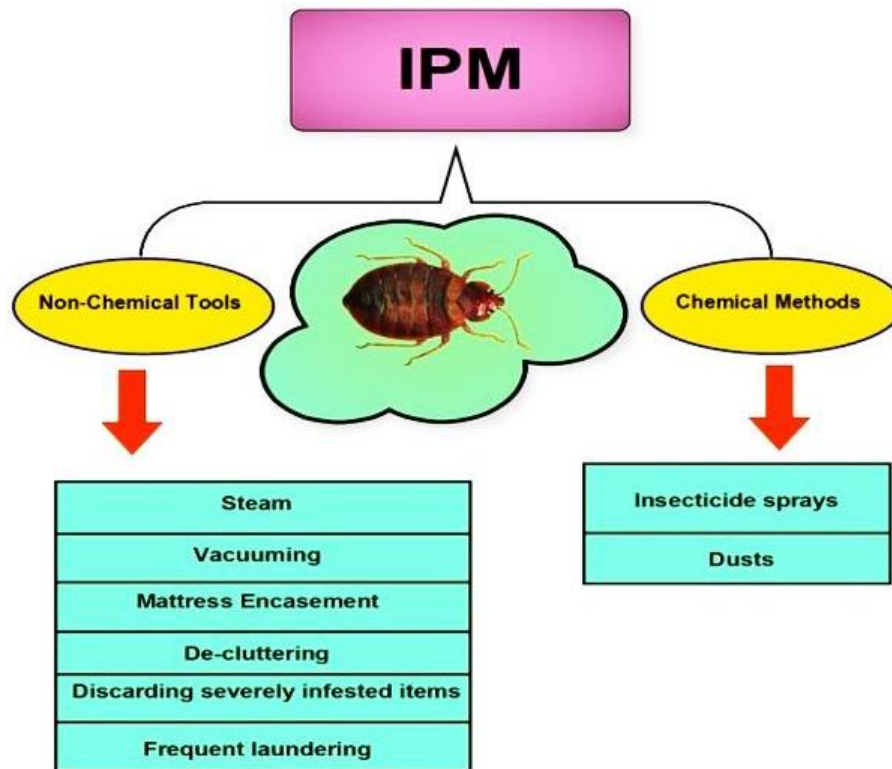 IPM
Non-Chemical Tools
Chemical Methods
Steam
Vacuuming
Mattress Encasement
De-cluttering
Discarding severely infested items
Frequent laundering
Insecticide sprays
Dusts